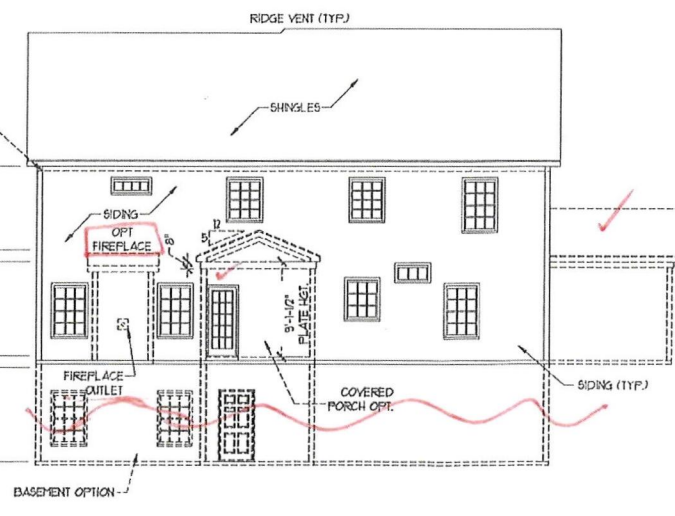 RIDGE VENT (TYP.)
SHINGLES
SIDING
OPT
FIREPLACE
8"
12
5
9'-1-1/2"
PLATE HGT.
FIREPLACE
OUTLET
COVERED
PORCH OPT.
SIDING (TYP.)
BASEMENT OPTION